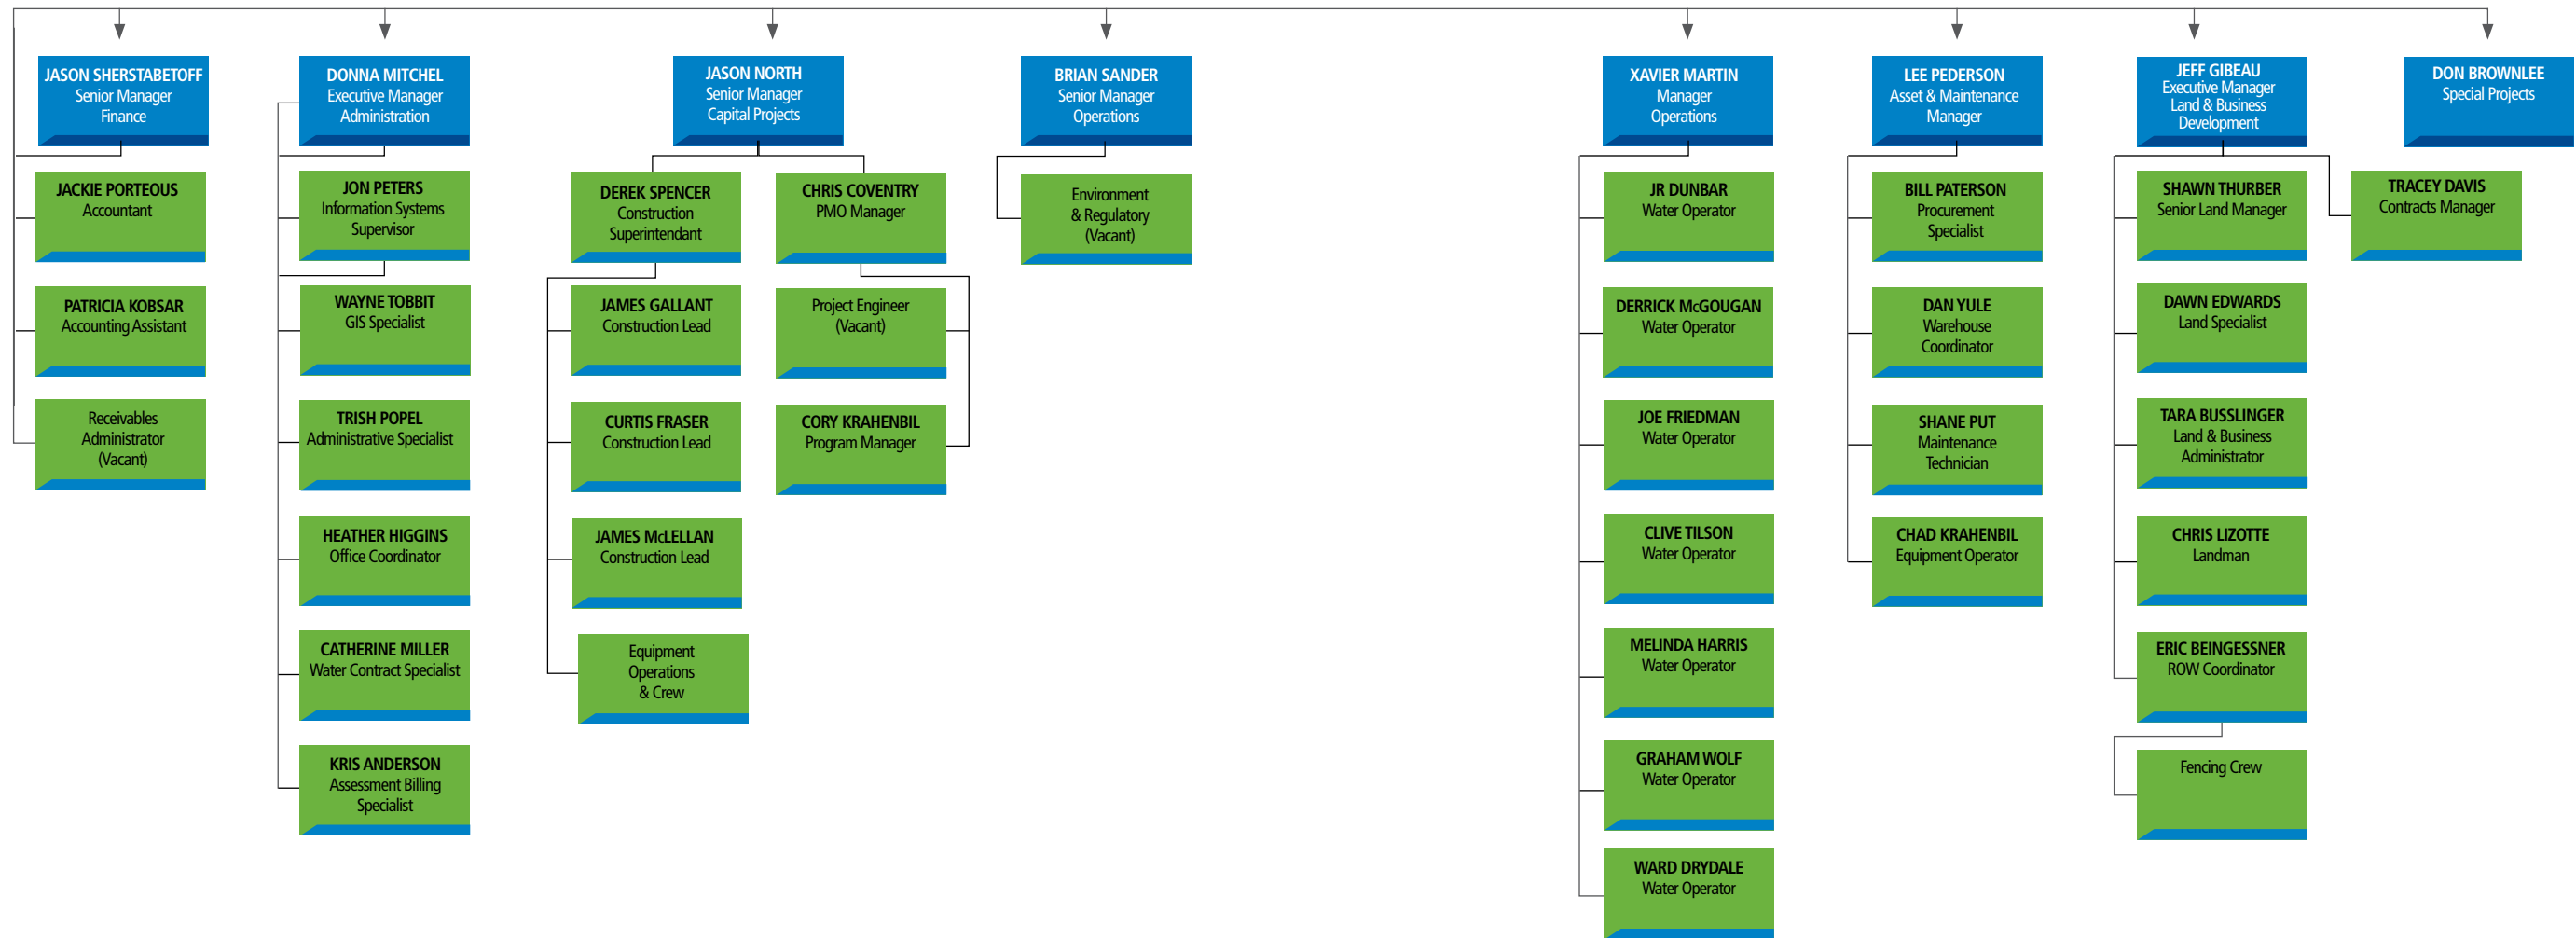 JASON SHERSTABETOFF
Senior Manager
Finance
JACKIE PORTEOUS
Accountant
PATRICIA KOBSAR
Accounting Assistant
Receivables
Administrator
(Vacant)
DONNA MITCHEL
Executive Manager
Administration
JON PETERS
Information Systems
Supervisor
WAYNE TOBBIT
GIS Specialist
TRISH POPEL
Administrative Specialist
HEATHER HIGGINS
Office Coordinator
CATHERINE MILLER
Water Contract Specialist
KRIS ANDERSON
Assessment Billing
Specialist
JASON NORTH
Senior Manager
Capital Projects
DEREK SPENCER
Construction
Superintendant
JAMES GALLANT
Construction Lead
CURTIS FRASER
Construction Lead
JAMES McLELLAN
Construction Lead
Equipment
Operations
& Crew
CHRIS COVENTRY
PMO Manager
Project Engineer
(Vacant)
CORY KRAHENBIL
Program Manager
BRIAN SANDER
Senior Manager
Operations
Environment
& Regulatory
(Vacant)
XAVIER MARTIN
Manager
Operations
JR DUNBAR
Water Operator
DERRICK McGOUGAN
Water Operator
JOE FRIEDMAN
Water Operator
CLIVE TILSON
Water Operator
MELINDA HARRIS
Water Operator
GRAHAM WOLF
Water Operator
WARD DRYDALE
Water Operator
LEE PEDERSON
Asset & Maintenance
Manager
BILL PATERSON
Procurement
Specialist
DAN YULE
Warehouse
Coordinator
SHANE PUT
Maintenance
Technician
CHAD KRAHENBIL
Equipment Operator
JEFF GIBEAU
Executive Manager
Land & Business
Development
SHAWN THURBER
Senior Land Manager
DAWN EDWARDS
Land Specialist
TARA BUSSLINGER
Land & Business
Administrator
CHRIS LIZOTTE
Landman
ERIC BEINGESSNER
ROW Coordinator
Fencing Crew
TRACEY DAVIS
Contracts Manager
DON BROWNLEE
Special Projects